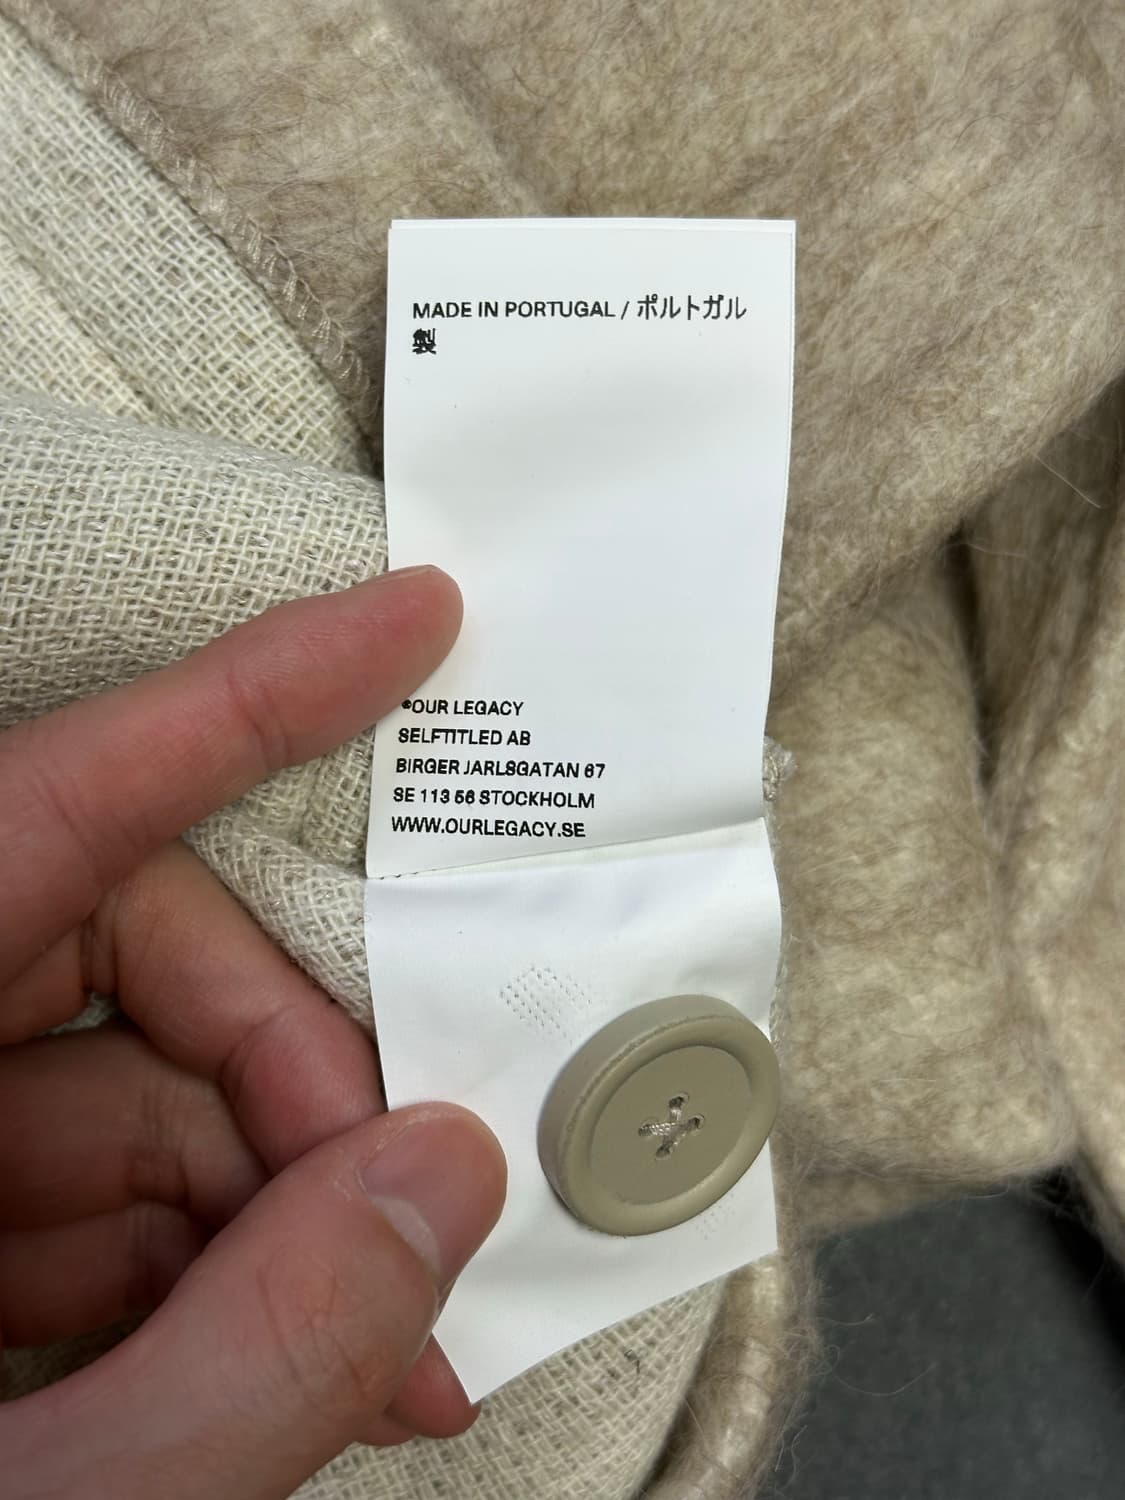 MADE IN PORTUGAL / ポルトガル
製
®OUR LEGACY
SELFTITLED AB
BIRGER JARLSGATAN 67
SE 113 56 STOCKHOLM
WWW.OURLEGACY.SE